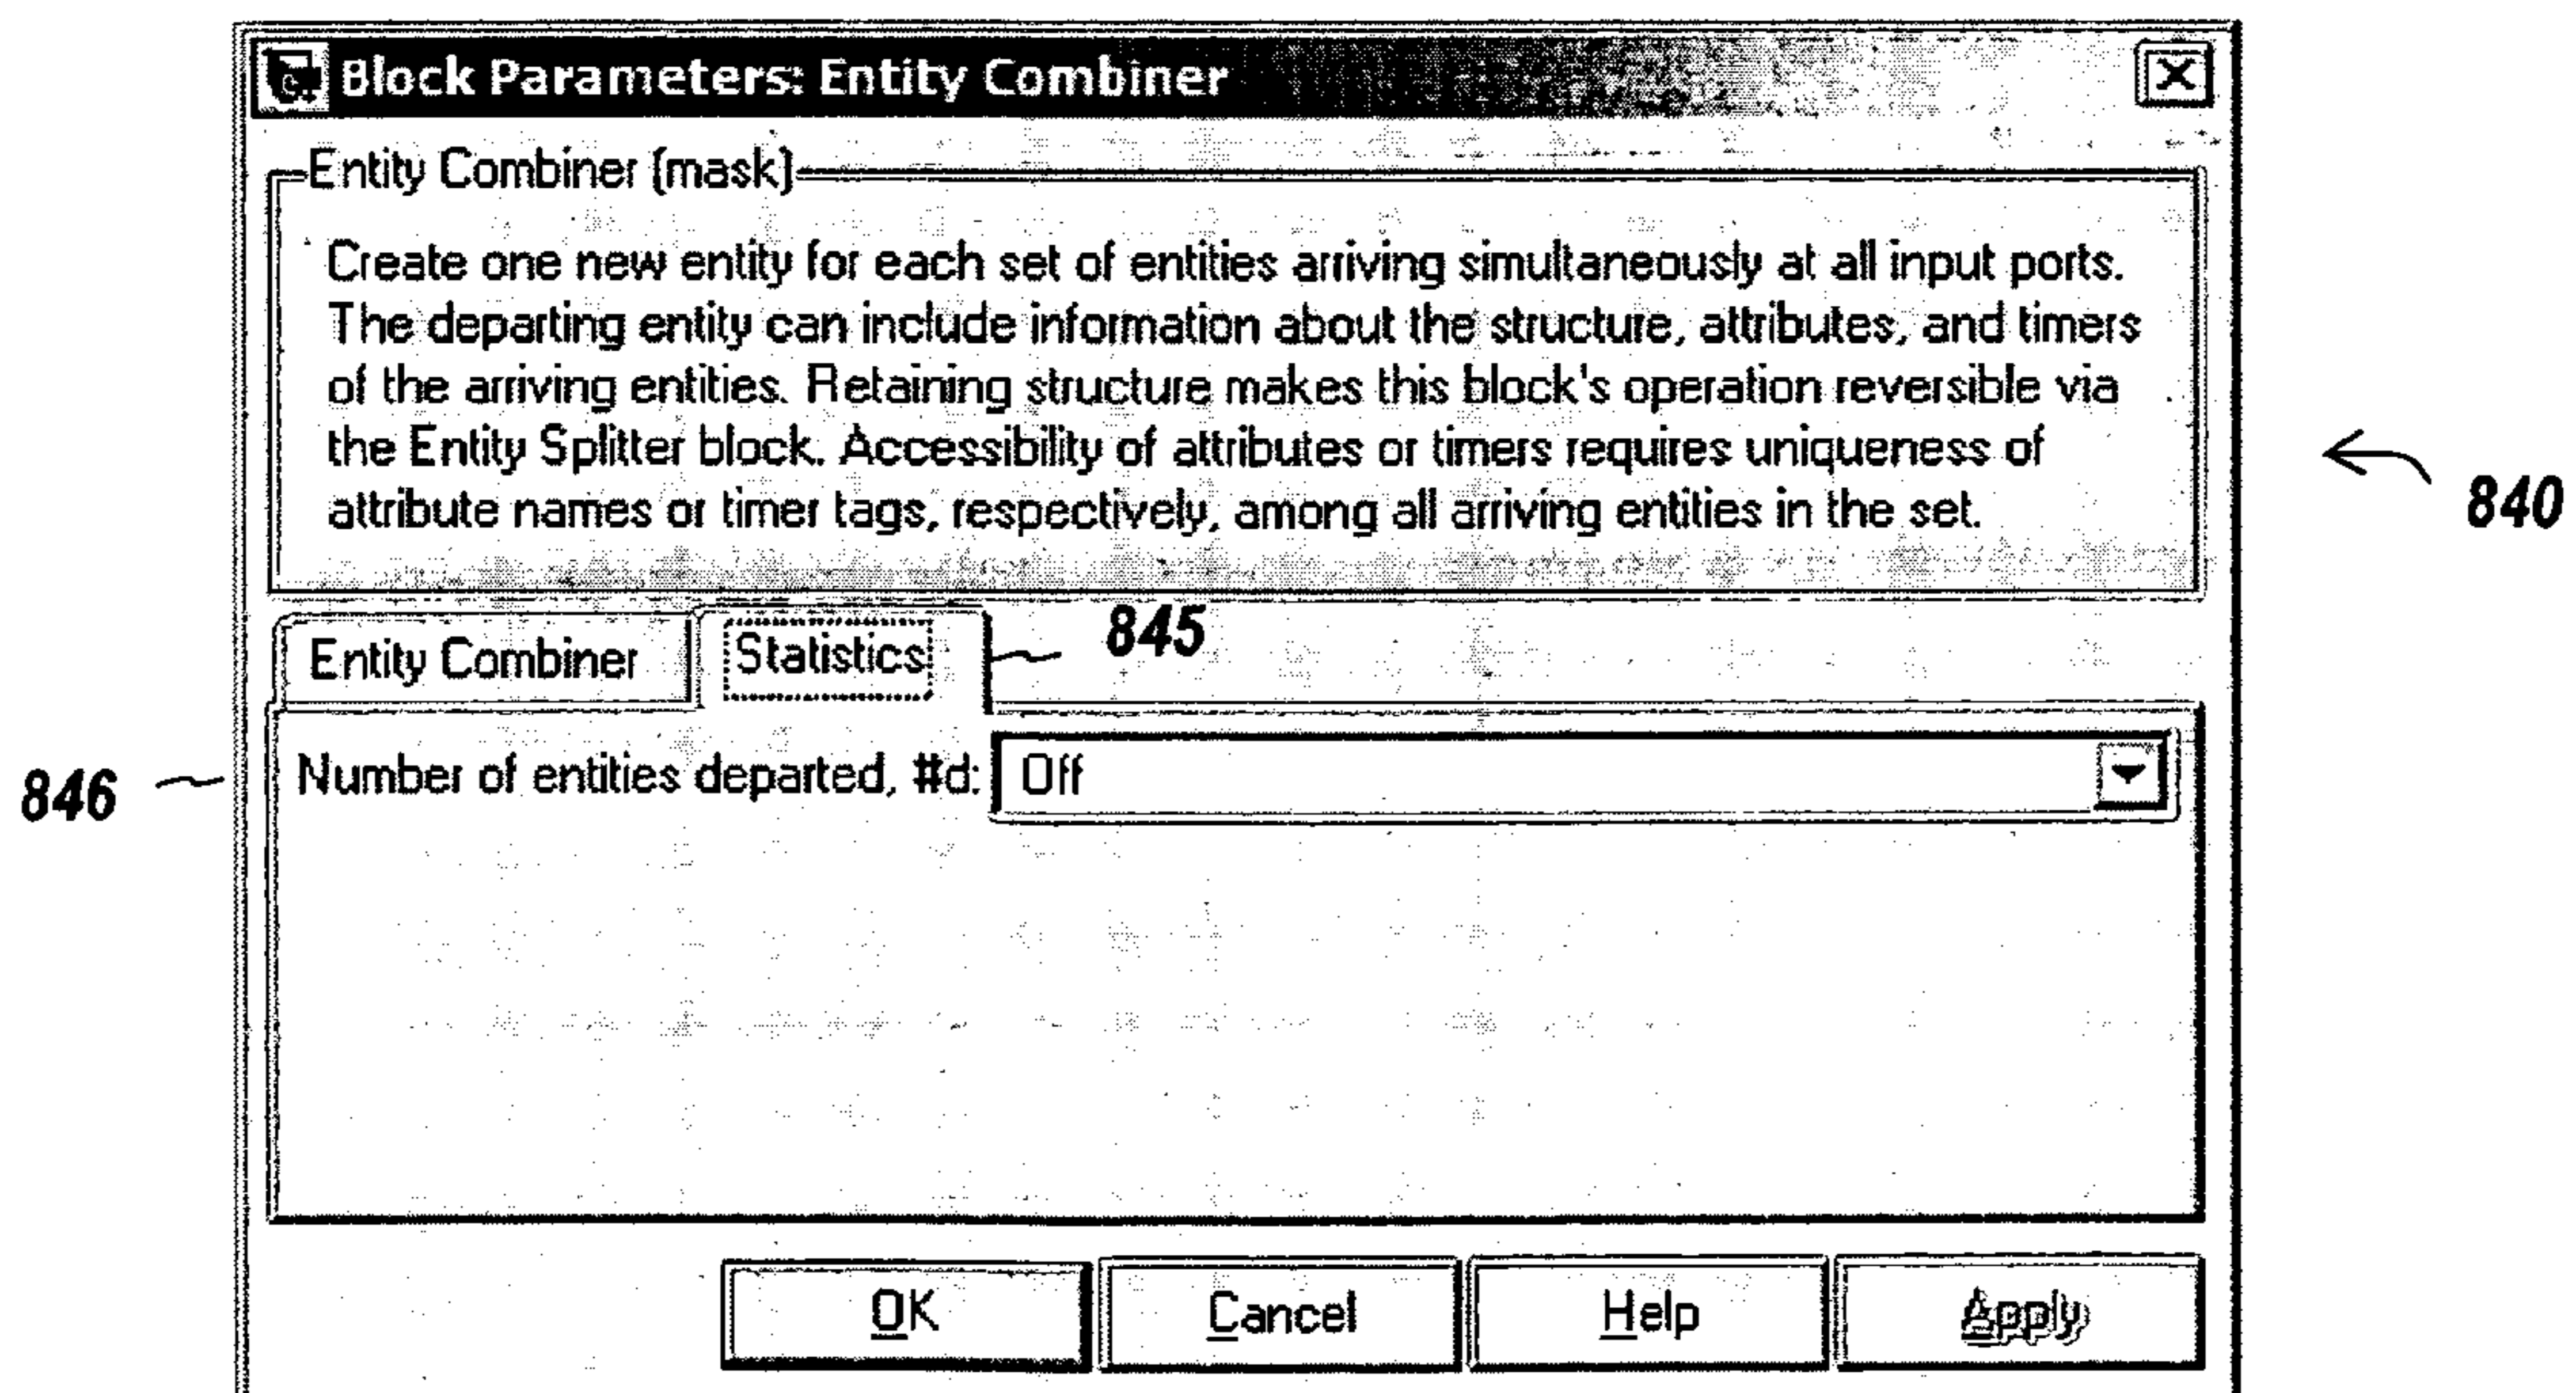 Block Parameters: Entity Combiner
Entity Combiner (mask)
Create one new entity for each set of entities arriving simultaneously at all input ports.
The departing entity can include information about the structure, attributes, and timers
of the arriving entities. Retaining structure makes this block's operation reversible via
the Entity Splitter block. Accessibility of attributes or timers requires uniqueness of
attribute names or timer tags, respectively, among all arriving entities in the set.
840
Entity Combiner
Statistics
845
846
Number of entities departed, #d:
Off
OK
Cancel
Help
Apply